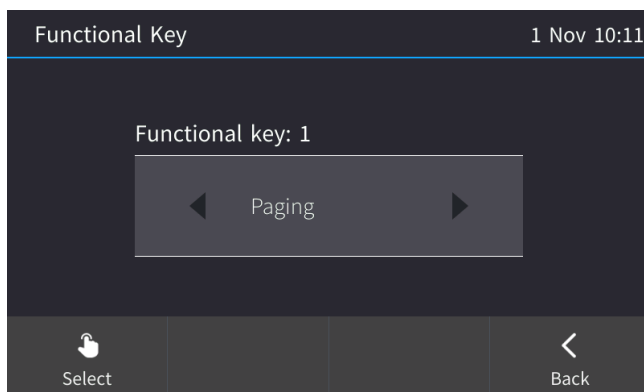 Functional Key 1 Nov 10:11
Functional key: 1
Paging
Select Back